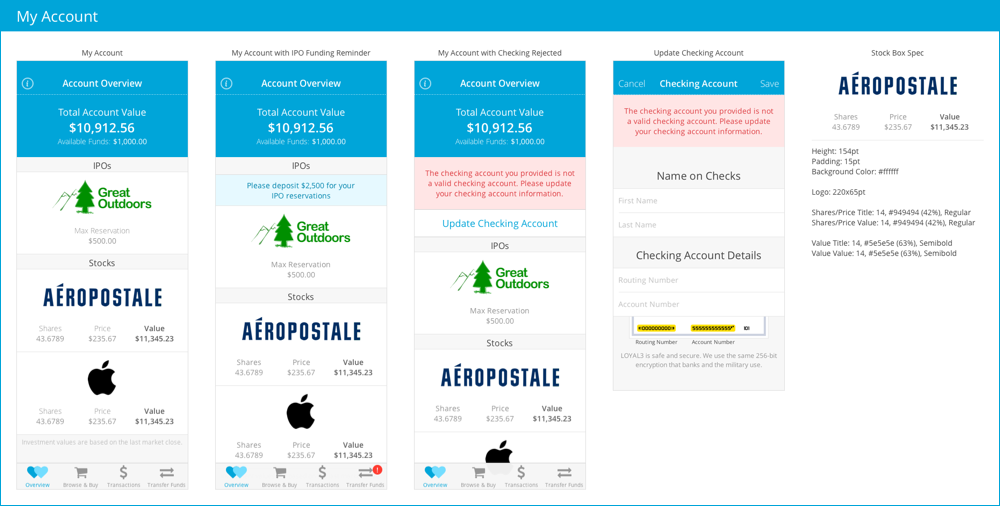 My Account
My Account
Account Overview
Total Account Value
$10,912.56
Available Funds: $1,000.00
IPOs
Great
Outdoors
Max Reservation
$500.00
Stocks
AÉROPOSTALE
Shares Price Value
43.6789 $235.67 $11,345.23
Shares Price Value
43.6789 $235.67 $11,345.23
Investment values are based on the last market close.
Overview Browse & Buy Transactions Transfer Funds
My Account with IPO Funding Reminder
Account Overview
Total Account Value
$10,912.56
Available Funds: $1,000.00
IPOs
Please deposit $2,500 for your
IPO reservations
Great
Outdoors
Max Reservation
$500.00
Stocks
AÉROPOSTALE
Shares Price Value
43.6789 $235.67 $11,345.23
Shares Price Value
43.6789 $235.67 $11,345.23
Overview Browse & Buy Transactions Transfer Funds
My Account with Checking Rejected
Account Overview
Total Account Value
$10,912.56
Available Funds: $1,000.00
The checking account you provided is not
a valid checking account. Please update
your checking account information.
Update Checking Account
IPOs
Great
Outdoors
Max Reservation
$500.00
Stocks
AÉROPOSTALE
Shares Price Value
43.6789 $235.67 $11,345.23
Overview Browse & Buy Transactions Transfer Funds
Update Checking Account
Cancel Checking Account Save
The checking account you provided is not
a valid checking account. Please update
your checking account information.
Name on Checks
First Name
Last Name
Checking Account Details
Routing Number
Account Number
Routing Number Account Number
LOYAL3 is safe and secure. We use the same 256-bit
encryption that banks and the military use.
Stock Box Spec
AÉROPOSTALE
Shares Price Value
43.6789 $235.67 $11,345.23
Height: 154pt
Padding: 15pt
Background Color: #ffffff
Logo: 220x65pt
Shares/Price Title: 14, #949494 (42%), Regular
Shares/Price Value: 14, #949494 (42%), Regular
Value Title: 14, #5e5e5e (63%), Semibold
Value Value: 14, #5e5e5e (63%), Semibold